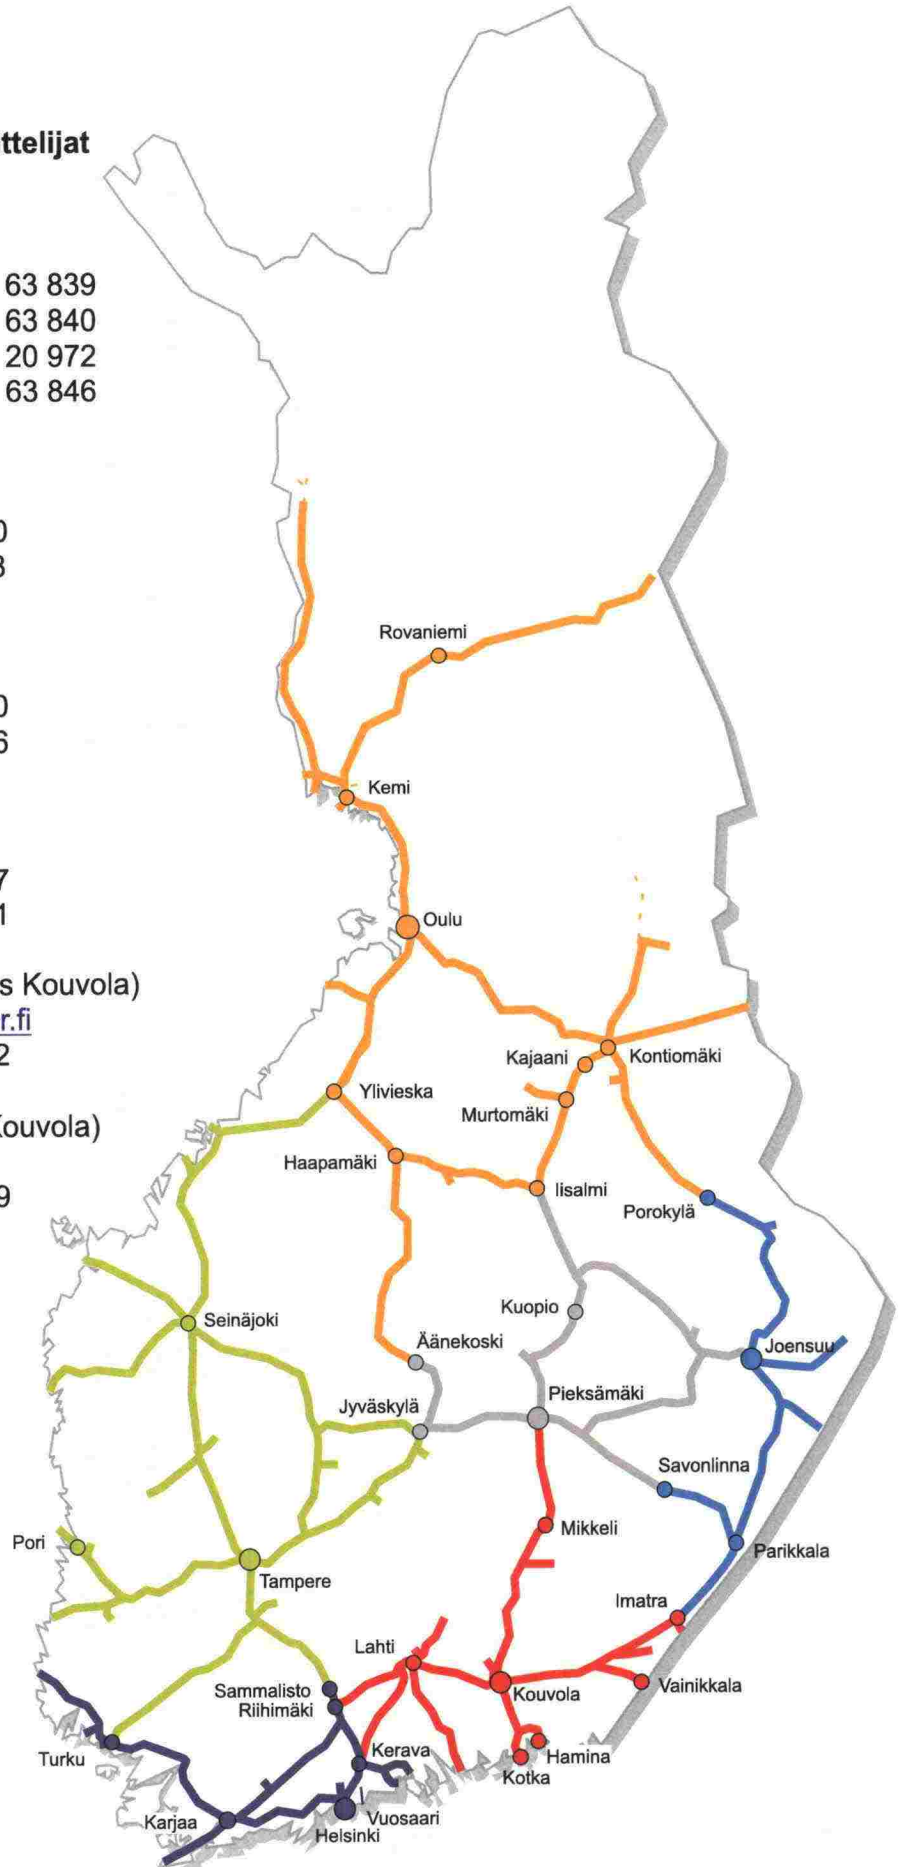 ttelijat
63 839
63 840
20 972
63 846
0
3
0
6
7
1
s Kouvola)
r.fi
2
Kouvola)
9
Rovaniemi
Kemi
Oulu
Kajaani
Kontiomäki
Ylivieska
Murtomäki
Haapamäki
Iisalmi
Porokylä
Kuopio
Seinäjoki
Äänekoski
Joensuu
Jyväskylä
Pieksämäki
Savonlinna
Pori
Mikkeli
Parikkala
Tampere
Imatra
Lahti
Sammalisto
Riihimäki
Kouvola
Vainikkala
Turku
Kerava
Hamina
Kotka
Karjaa
Vuosaari
Helsinki